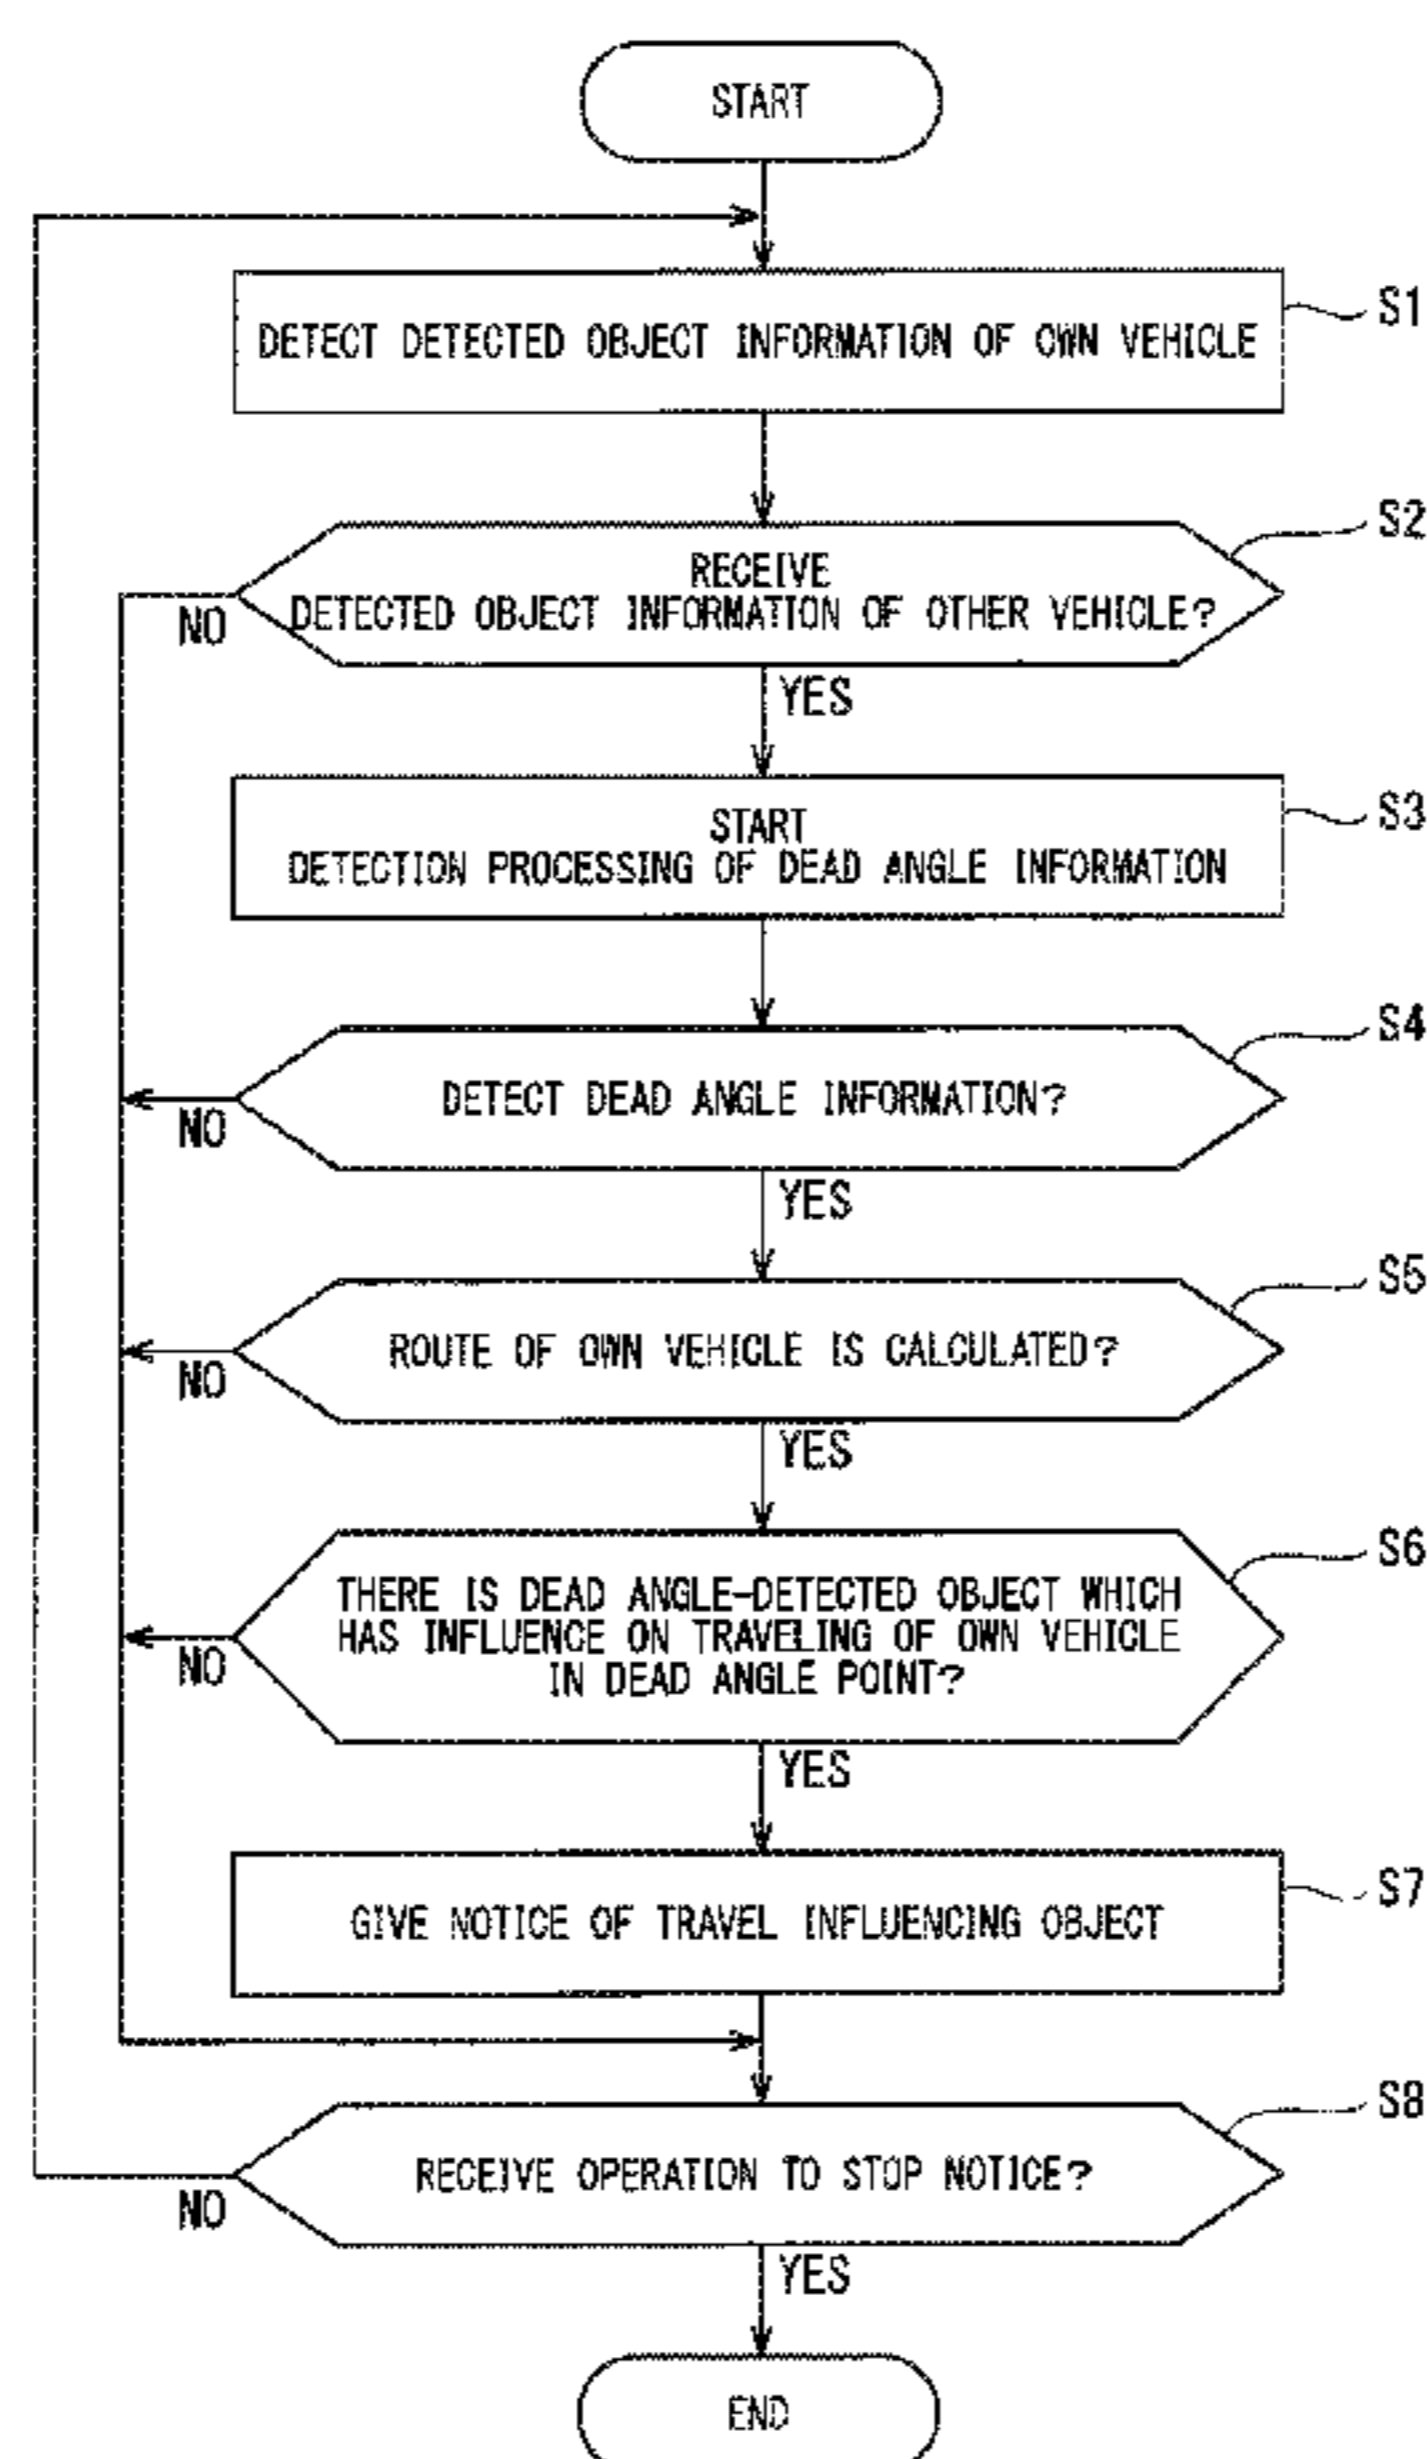 START
DETECT DETECTED OBJECT INFORMATION OF OWN VEHICLE
S1
RECEIVE
DETECTED OBJECT INFORMATION OF OTHER VEHICLE?
S2
NO
YES
START
DETECTION PROCESSING OF DEAD ANGLE INFORMATION
S3
DETECT DEAD ANGLE INFORMATION?
S4
NO
YES
ROUTE OF OWN VEHICLE IS CALCULATED?
S5
NO
YES
THERE IS DEAD ANGLE-DETECTED OBJECT WHICH
HAS INFLUENCE ON TRAVELING OF OWN VEHICLE
IN DEAD ANGLE POINT?
S6
NO
YES
GIVE NOTICE OF TRAVEL INFLUENCING OBJECT
S7
RECEIVE OPERATION TO STOP NOTICE?
S8
NO
YES
END